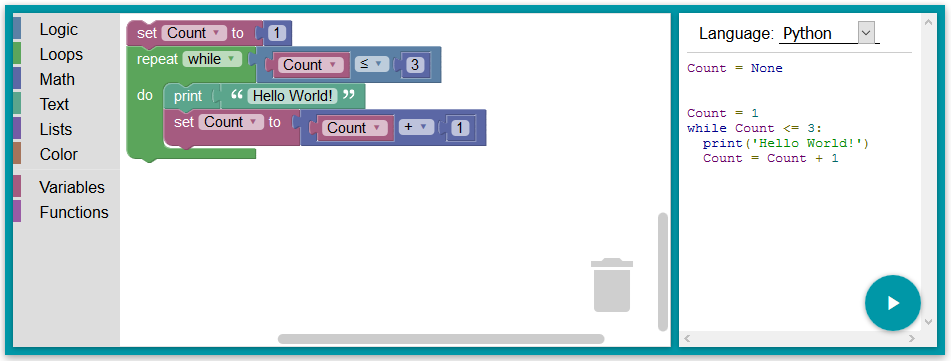 Logic
Loops
Math
Text
Lists
Color
Variables
Functions
set Count to 1
repeat while Count ≤ 3
do print “ Hello World! ”
set Count to Count + 1
Language: Python
Count = None
Count = 1
while Count <= 3:
  print('Hello World!')
  Count = Count + 1